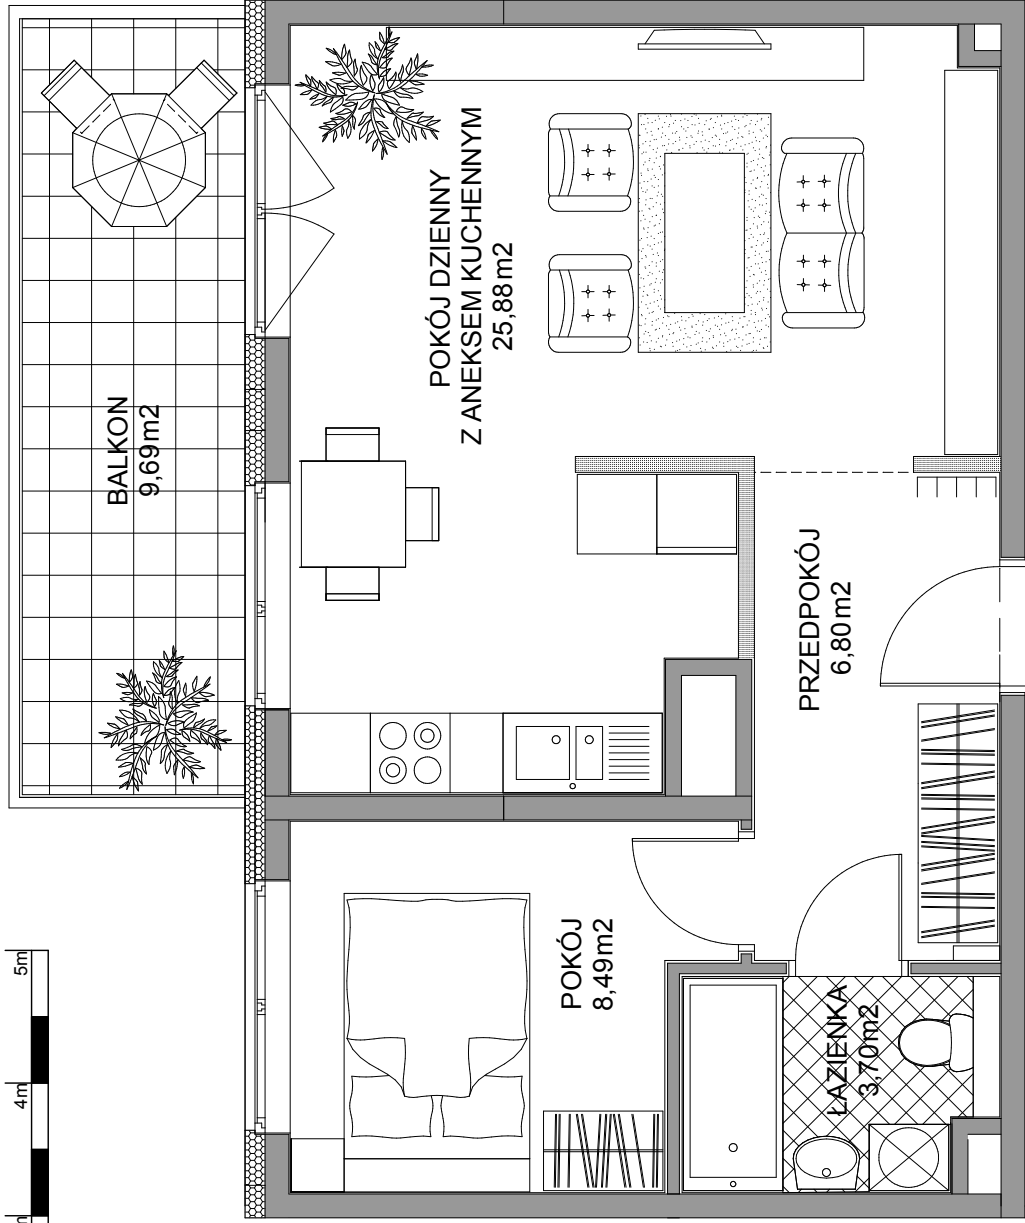 BALKON
9,69m2
POKÓJ DZIENNY
Z ANEKSEM KUCHENNYM
25,88m2
PRZEDPOKÓJ
6,80m2
POKÓJ
8,49m2
ŁAZIENKA
3,70m2
5m
4m